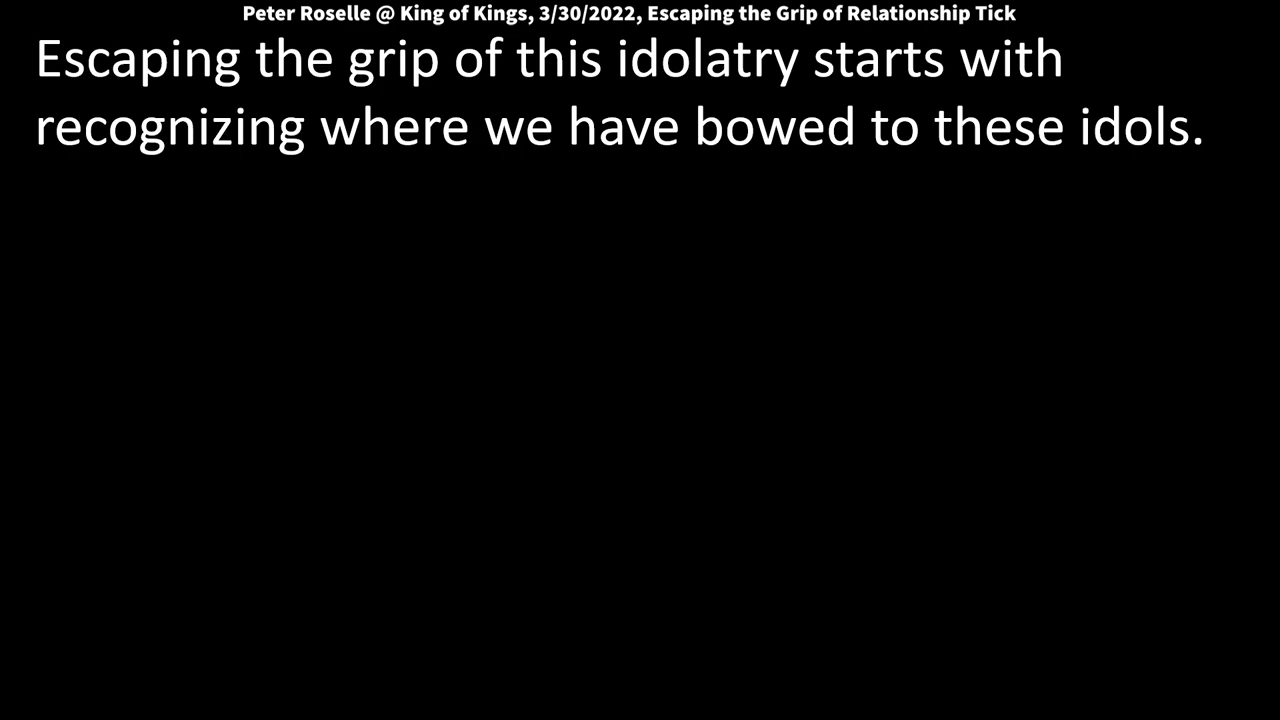 Peter Roselle @ King of Kings, 3/30/2022, Escaping the Grip of Relationship Tick
Escaping the grip of this idolatry starts with
recognizing where we have bowed to these idols.